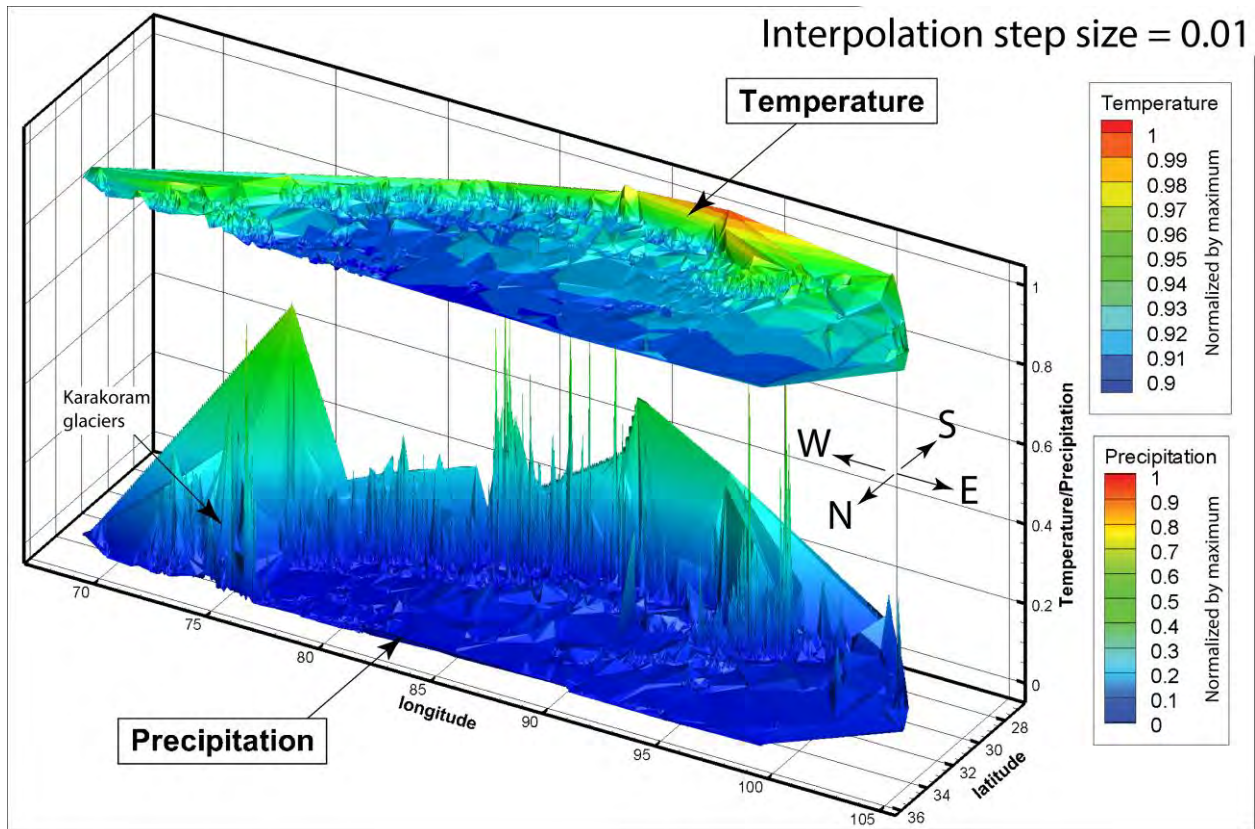 Interpolation step size = 0.01
Temperature
Temperature
1
0.99
0.98
0.97
0.96
0.95
0.94
0.93
0.92
0.91
0.9
Normalized by maximum
Karakoram
glaciers
W
S
N
E
1
0.8
0.6
0.4
0.2
0
Temperature/Precipitation
Precipitation
1
0.9
0.8
0.7
0.6
0.5
0.4
0.3
0.2
0.1
0
Normalized by maximum
70
75
80
85
90
95
100
105
longitude
28
30
32
34
36
latitude
Precipitation